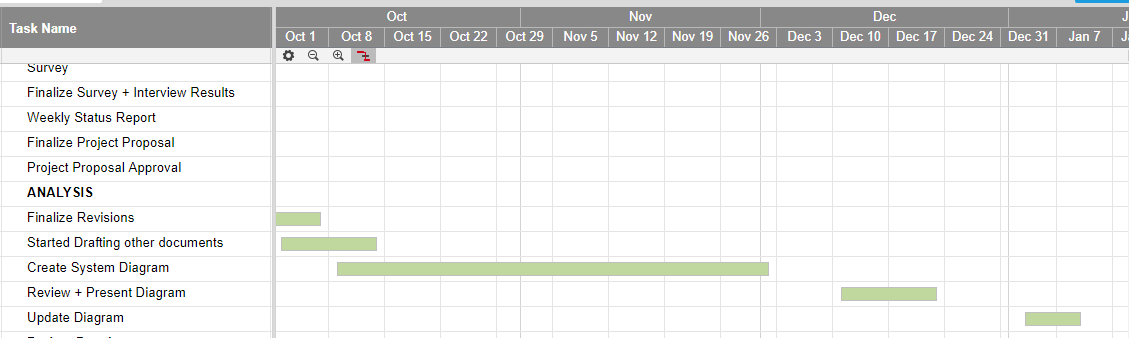 Task Name
Oct Nov Dec J
Oct 1 Oct 8 Oct 15 Oct 22 Oct 29 Nov 5 Nov 12 Nov 19 Nov 26 Dec 3 Dec 10 Dec 17 Dec 24 Dec 31 Jan 7 J
Survey
Finalize Survey + Interview Results
Weekly Status Report
Finalize Project Proposal
Project Proposal Approval
ANALYSIS
Finalize Revisions
Started Drafting other documents
Create System Diagram
Review + Present Diagram
Update Diagram